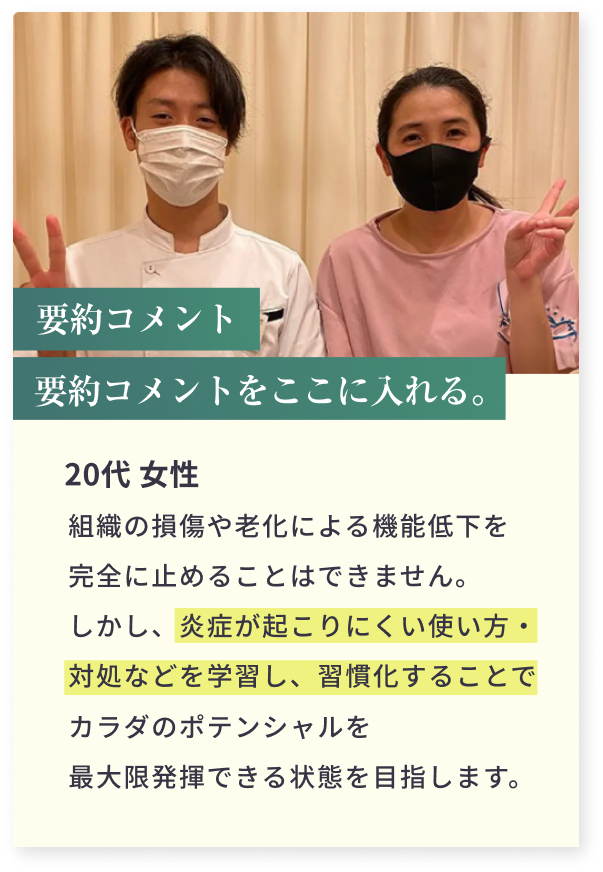 要約コメント
要約コメントをここに入れる。
20代 女性
組織の損傷や老化による機能低下を
完全に止めることはできません。
しかし、炎症が起こりにくい使い方・
対処などを学習し、習慣化することで
カラダのポテンシャルを
最大限発揮できる状態を目指します。